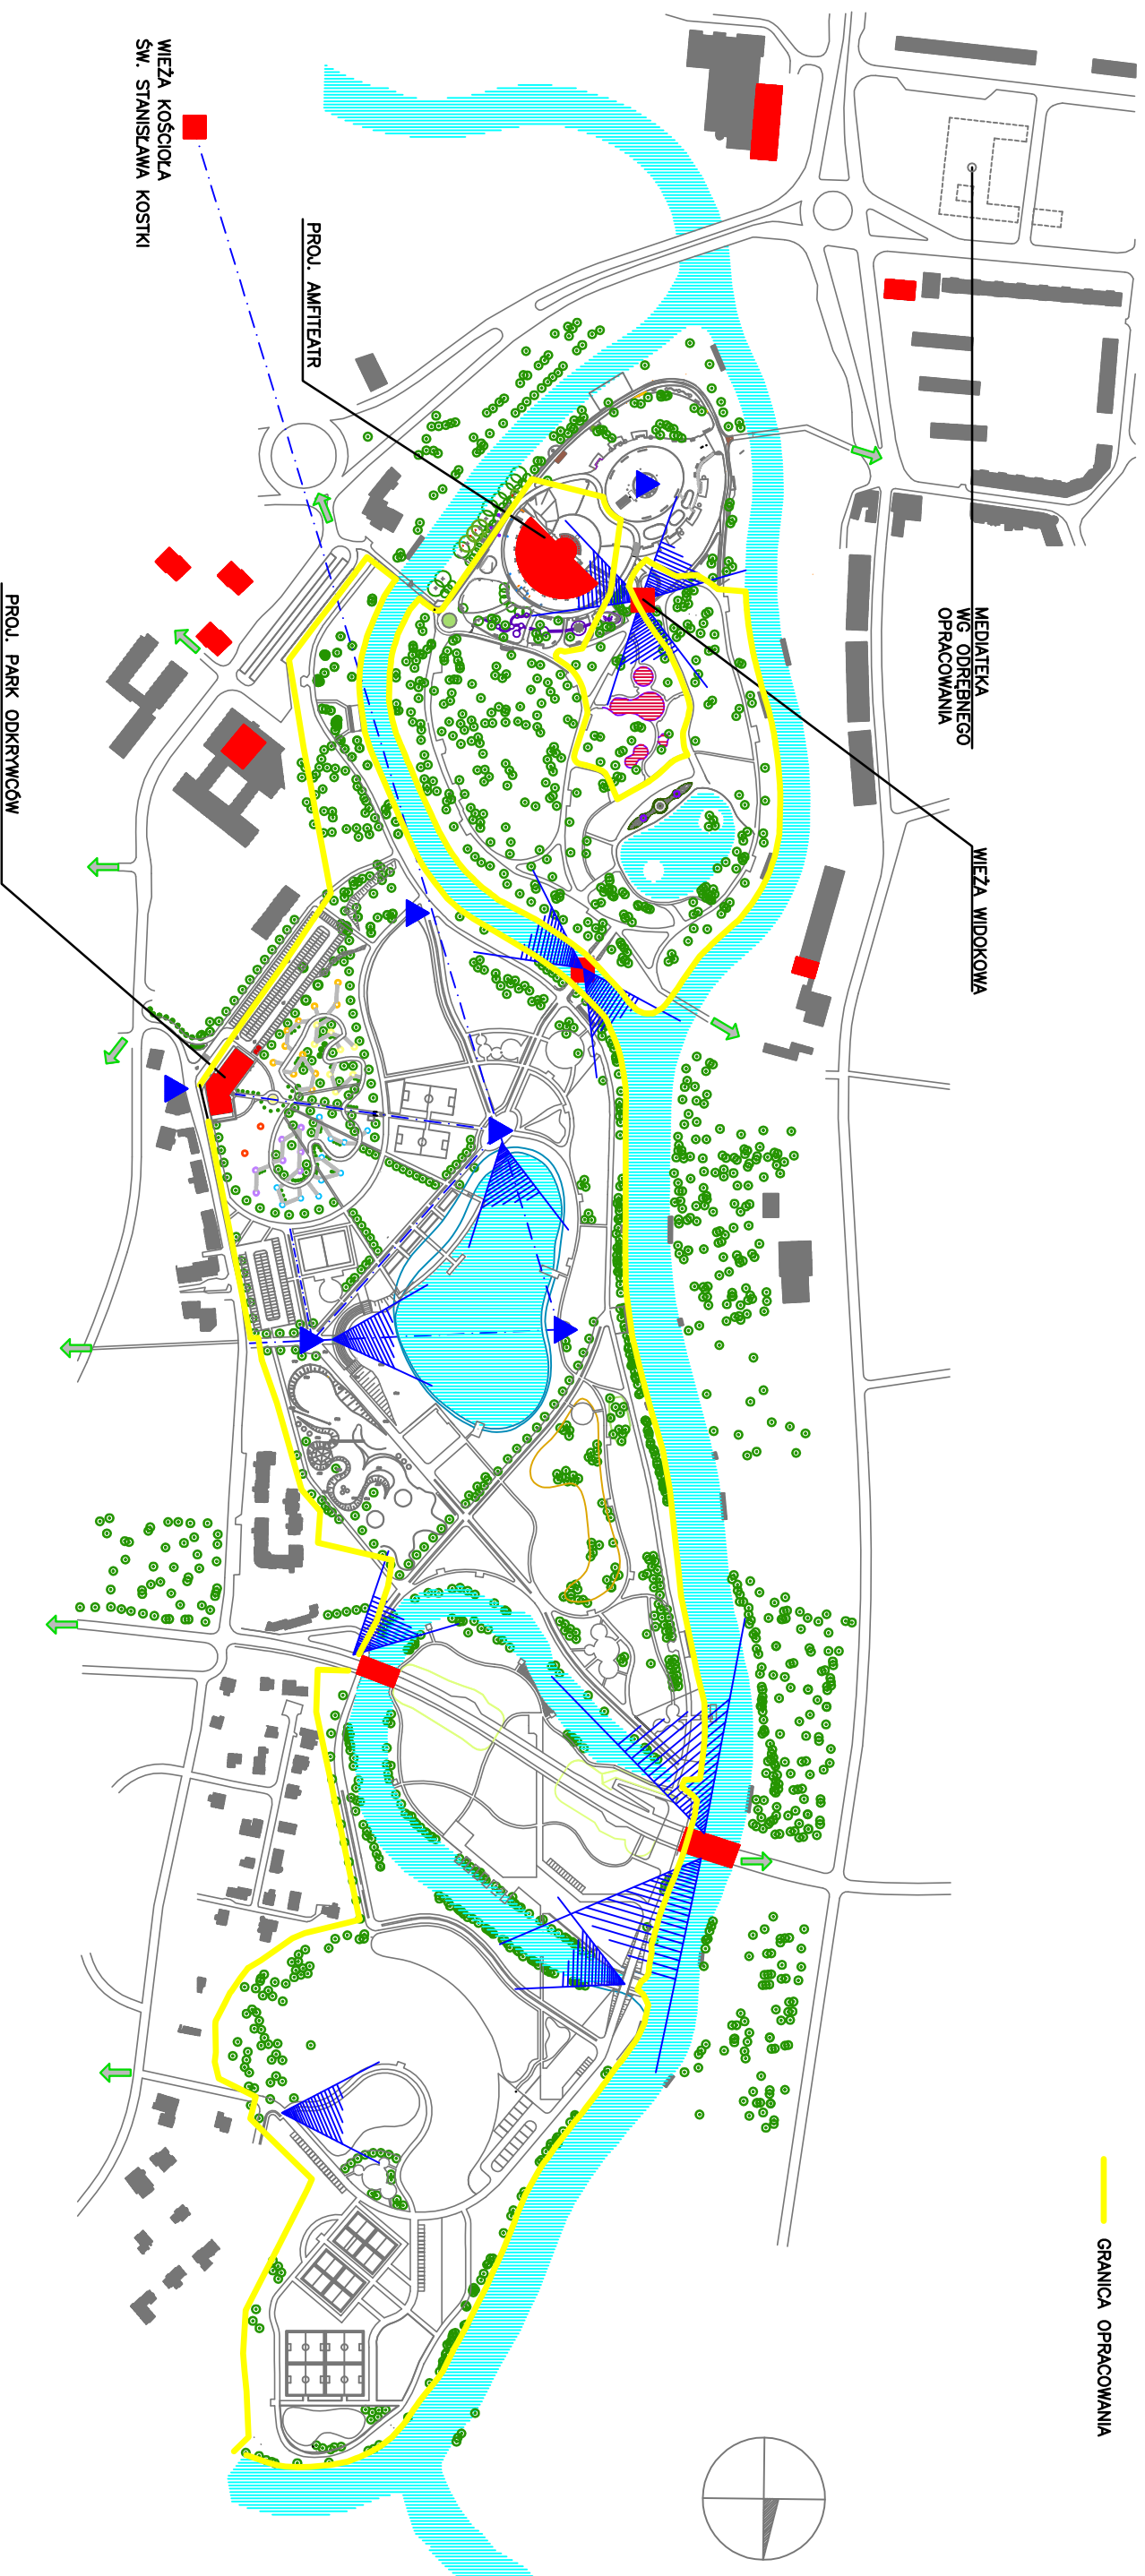 WIEŻA KOŚCIOŁA
ŚW. STANISŁAWA KOSTKI
PROJ. AMFITEATR
MEDIATEKA
WG ODRĘBNEGO
OPRACOWANIA
WIEŻA WIDOKOWA
PROJ. PARK ODKRYWCÓW
GRANICA OPRACOWANIA